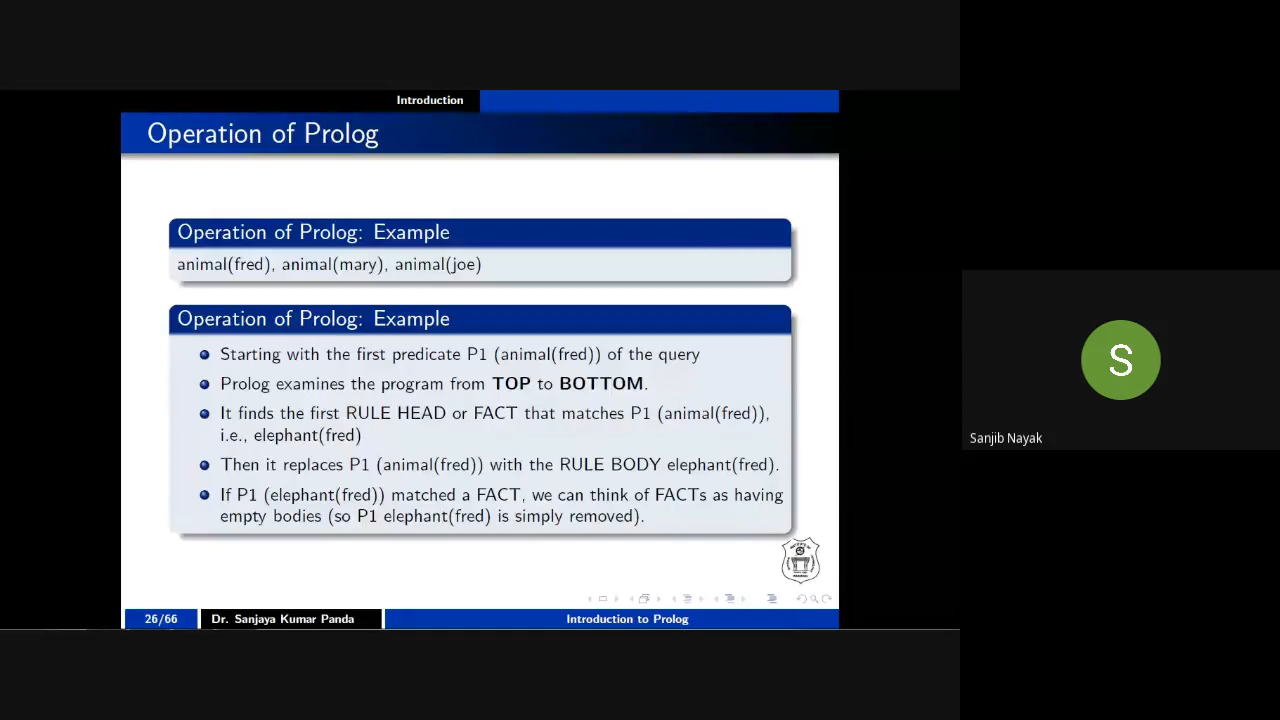 Introduction
Operation of Prolog
Operation of Prolog: Example
animal(fred), animal(mary), animal(joe)
Operation of Prolog: Example
Starting with the first predicate P1 (animal(fred)) of the query
Prolog examines the program from TOP to BOTTOM.
It finds the first RULE HEAD or FACT that matches P1 (animal(fred)),
i.e., elephant(fred)
Then it replaces P1 (animal(fred)) with the RULE BODY elephant(fred).
If P1 (elephant(fred)) matched a FACT, we can think of FACTs as having
empty bodies (so P1 elephant(fred) is simply removed).
26/66
Dr. Sanjaya Kumar Panda
Introduction to Prolog
S
Sanjib Nayak